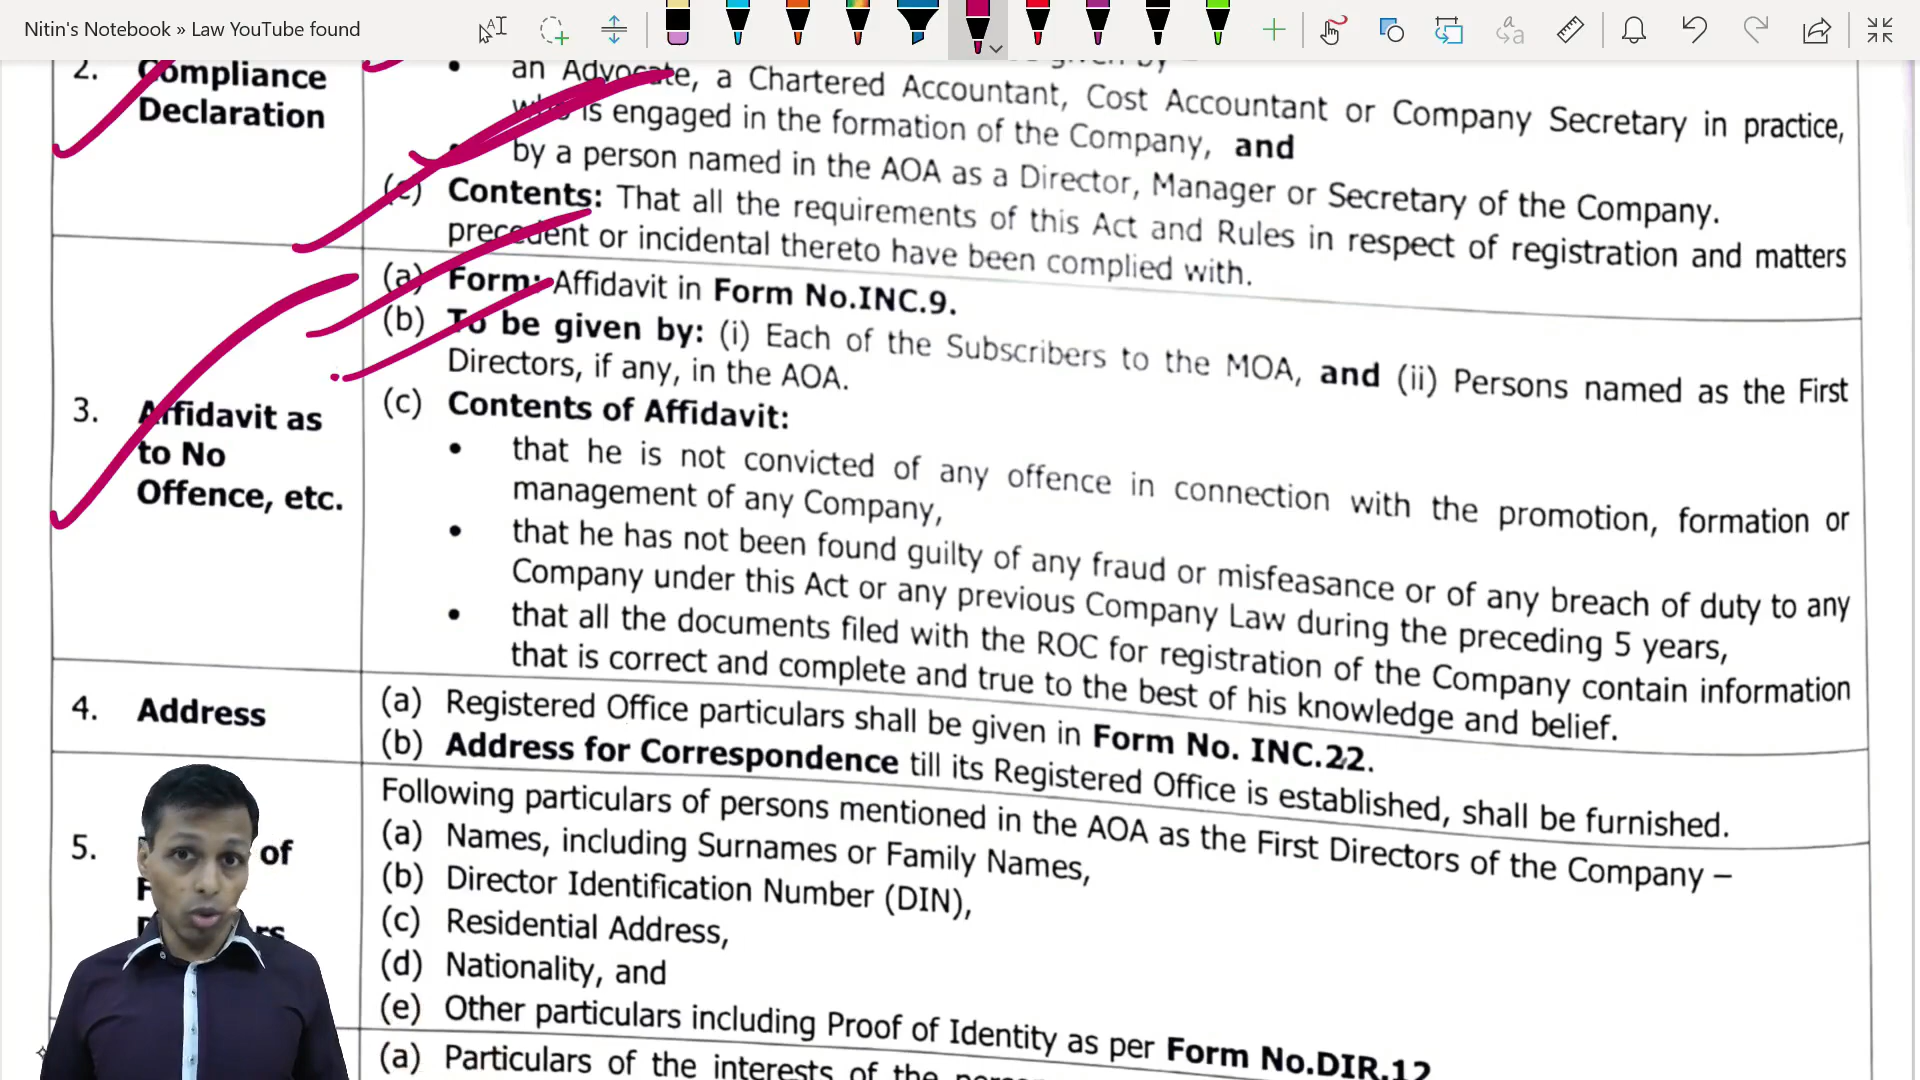 Nitin's Notebook » Law YouTube found
2. Compliance Declaration
an Advocate, a Chartered Accountant, Cost Accountant or Company Secretary in practice,
who is engaged in the formation of the Company, and
by a person named in the AOA as a Director, Manager or Secretary of the Company.
(c) Contents: That all the requirements of this Act and Rules in respect of registration and matters
precedent or incidental thereto have been complied with.
3. Affidavit as to No Offence, etc.
(a) Form: Affidavit in Form No.INC.9.
(b) To be given by: (i) Each of the Subscribers to the MOA, and (ii) Persons named as the First
Directors, if any, in the AOA.
(c) Contents of Affidavit:
• that he is not convicted of any offence in connection with the promotion, formation or
management of any Company,
• that he has not been found guilty of any fraud or misfeasance or of any breach of duty to any
Company under this Act or any previous Company Law during the preceding 5 years,
• that all the documents filed with the ROC for registration of the Company contain information
that is correct and complete and true to the best of his knowledge and belief.
4. Address
(a) Registered Office particulars shall be given in Form No. INC.22.
(b) Address for Correspondence till its Registered Office is established, shall be furnished.
5. of
Following particulars of persons mentioned in the AOA as the First Directors of the Company –
(a) Names, including Surnames or Family Names,
(b) Director Identification Number (DIN),
(c) Residential Address,
(d) Nationality, and
(e) Other particulars including Proof of Identity as per Form No.DIR.12
(a) Particulars of the interests of the